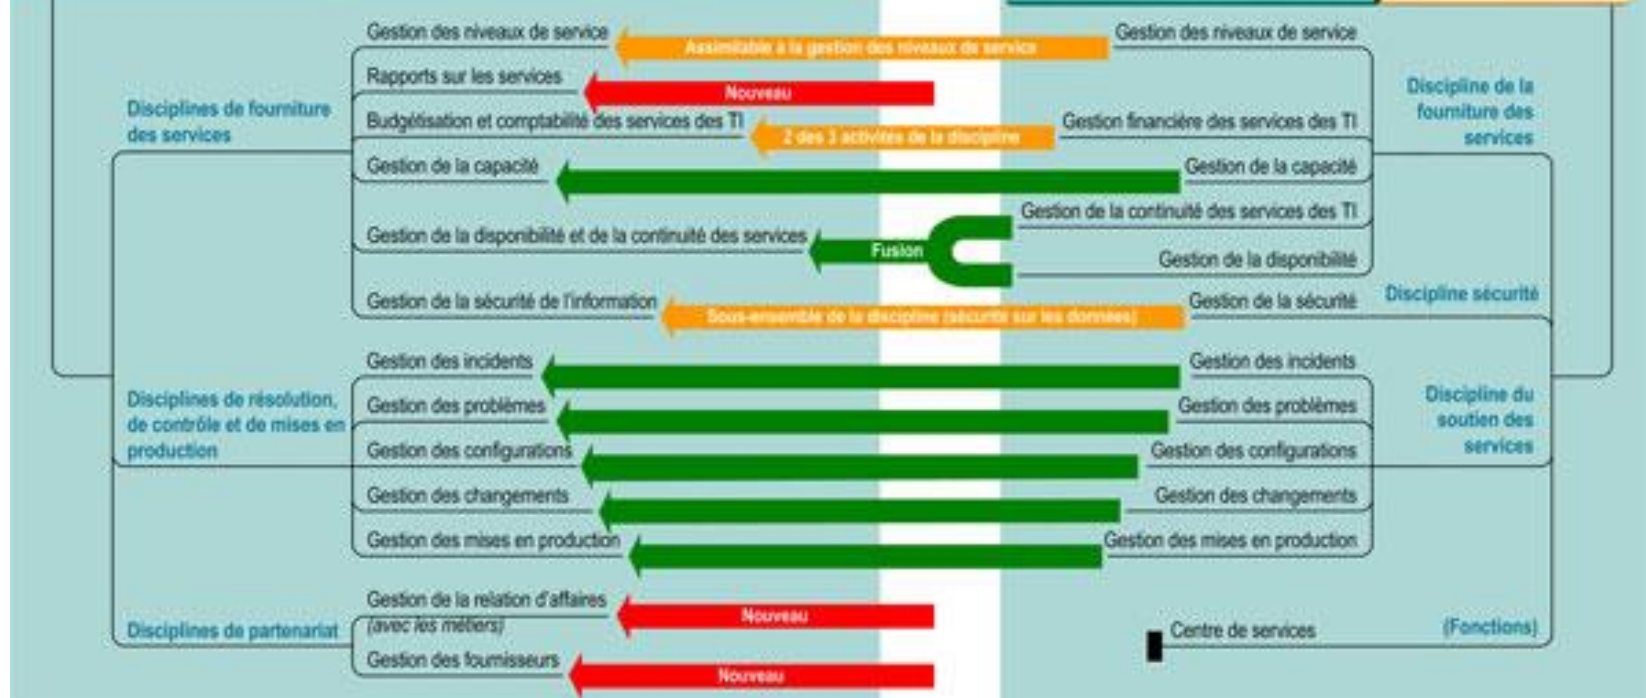 Gestion des niveaux de service
Assimilable à la gestion des niveaux de service
Gestion des niveaux de service
Rapports sur les services
Nouveau
Disciplines de fourniture
des services
Discipline de la
fourniture des
services
Budgétisation et comptabilité des services des TI
2 des 3 activités de la discipline
Gestion financière des services des TI
Gestion de la capacité
Gestion de la capacité
Gestion de la continuité des services des TI
Gestion de la disponibilité et de la continuité des services
Fusion
Gestion de la disponibilité
Gestion de la sécurité de l'information
Sous-ensemble de la discipline (sécurité sur les données)
Gestion de la sécurité
Discipline sécurité
Gestion des incidents
Gestion des incidents
Disciplines de résolution,
de contrôle et de mises en
production
Discipline du
soutien des
services
Gestion des problèmes
Gestion des problèmes
Gestion des configurations
Gestion des configurations
Gestion des changements
Gestion des changements
Gestion des mises en production
Gestion des mises en production
Disciplines de partenariat
Gestion de la relation d'affaires
(avec les métiers)
Nouveau
Centre de services
(Fonctions)
Gestion des fournisseurs
Nouveau